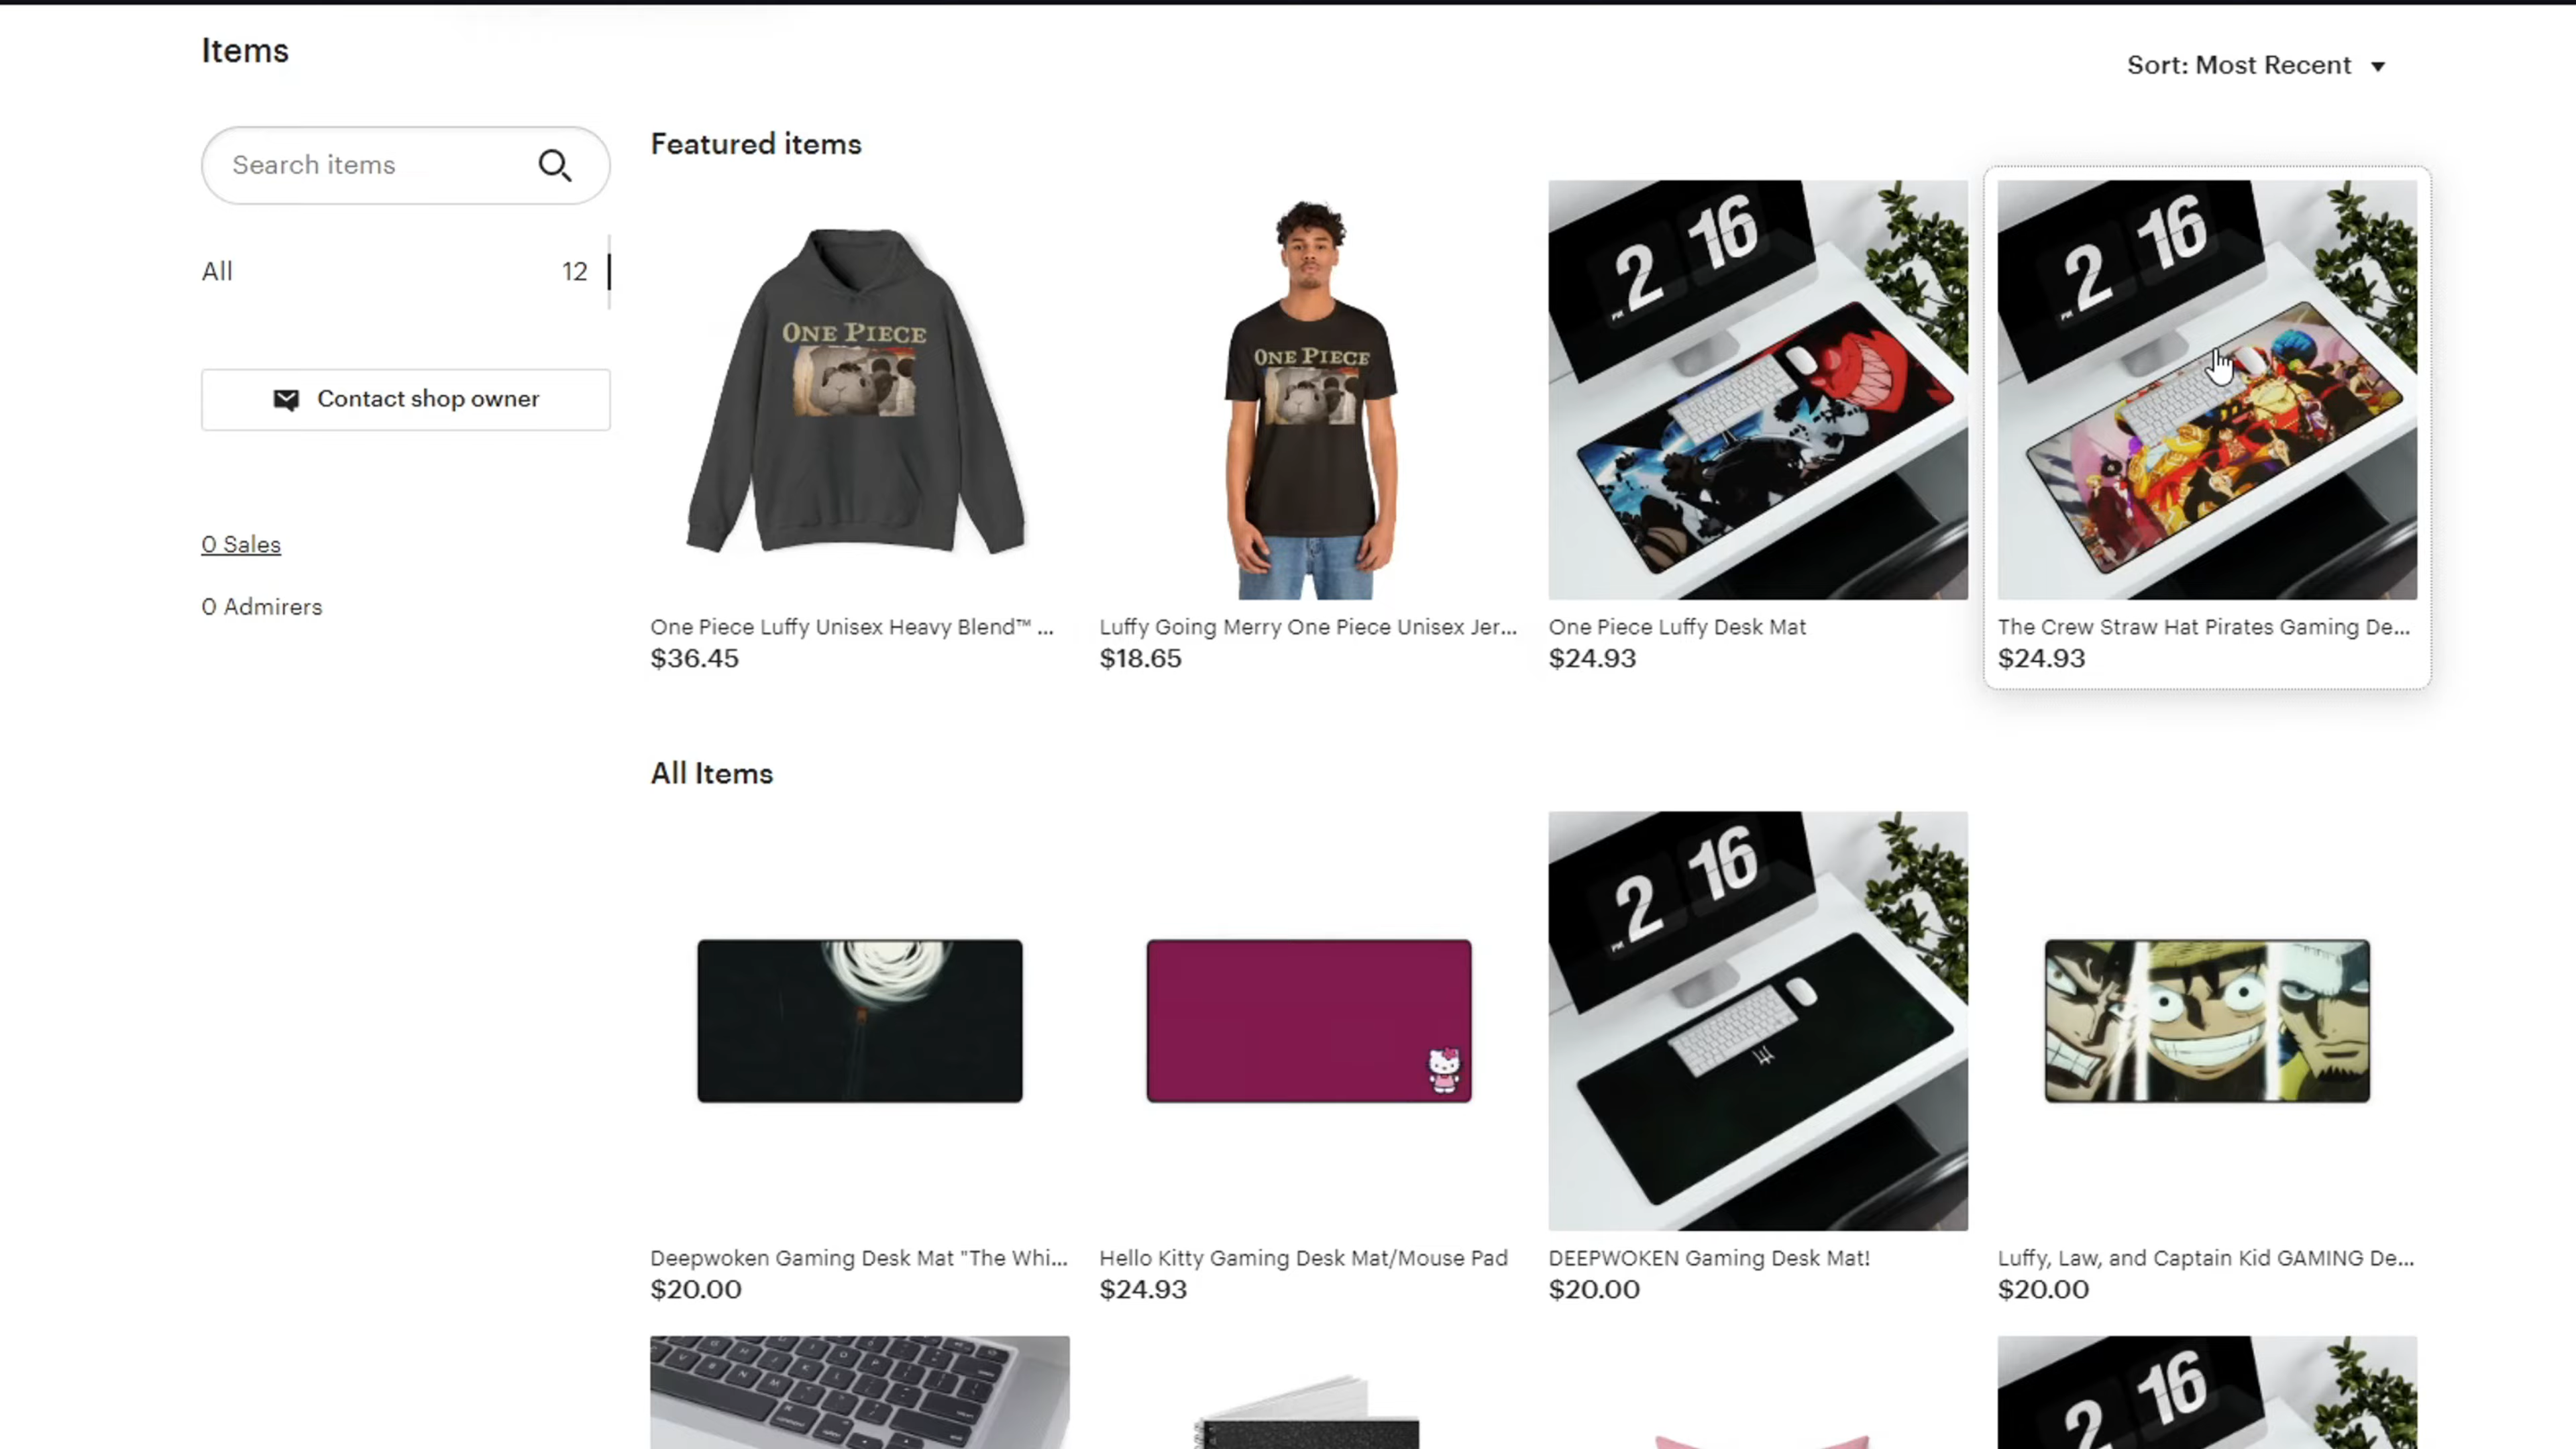 Items
Sort: Most Recent
Search items
All 12
Contact shop owner
0 Sales
0 Admirers
Featured items
ONE PIECE
ONE PIECE
PM 2 16
PM 2 16
One Piece Luffy Unisex Heavy Blend™ ...
$36.45
Luffy Going Merry One Piece Unisex Jer...
$18.65
One Piece Luffy Desk Mat
$24.93
The Crew Straw Hat Pirates Gaming De...
$24.93
All Items
PM 2 16
Deepwoken Gaming Desk Mat "The Whi...
$20.00
Hello Kitty Gaming Desk Mat/Mouse Pad
$24.93
DEEPWOKEN Gaming Desk Mat!
$20.00
Luffy, Law, and Captain Kid GAMING De...
$20.00
2 16